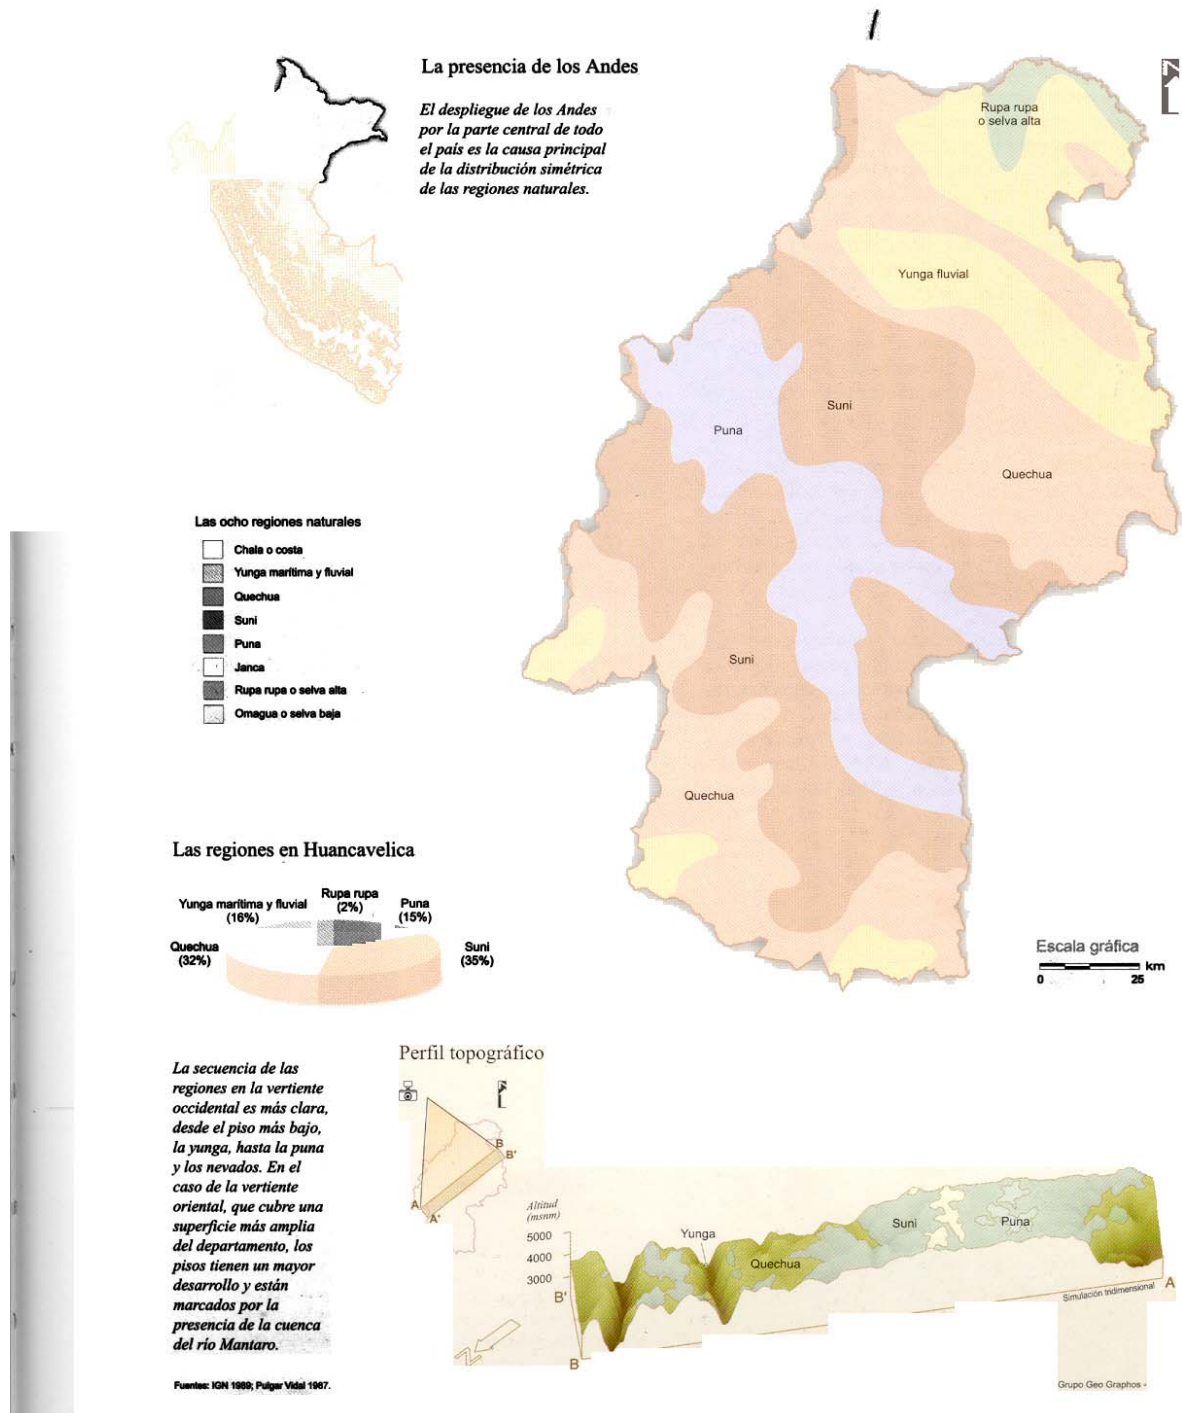 La presencia de los Andes
El despliegue de los Andes
por la parte central de todo
el país es la causa principal
de la distribución simétrica
de las regiones naturales.
Rupa rupa
o selva alta
Yunga fluvial
Suni
Puna
Quechua
Suni
Quechua
Las ocho regiones naturales
Chala o costa
Yunga marítima y fluvial
Quechua
Suni
Puna
Janca
Rupa rupa o selva alta
Omagua o selva baja
Las regiones en Huancavelica
Yunga marítima y fluvial
(16%)
Rupa rupa
(2%)
Puna
(15%)
Quechua
(32%)
Suni
(35%)
Escala gráfica
km
0 25
La secuencia de las
regiones en la vertiente
occidental es más clara,
desde el piso más bajo,
la yunga, hasta la puna
y los nevados. En el
caso de la vertiente
oriental, que cubre una
superficie más amplia
del departamento, los
pisos tienen un mayor
desarrollo y están
marcados por la
presencia de la cuenca
del río Mantaro.
Fuentes: IGN 1989; Pulgar Vidal 1987.
Perfil topográfico
B
B'
A
A'
Altitud
(msnm)
5000
4000
3000
B'
B
Yunga
Quechua
Suni
Puna
A
Simulación tridimensional
N
Grupo Geo Graphos -